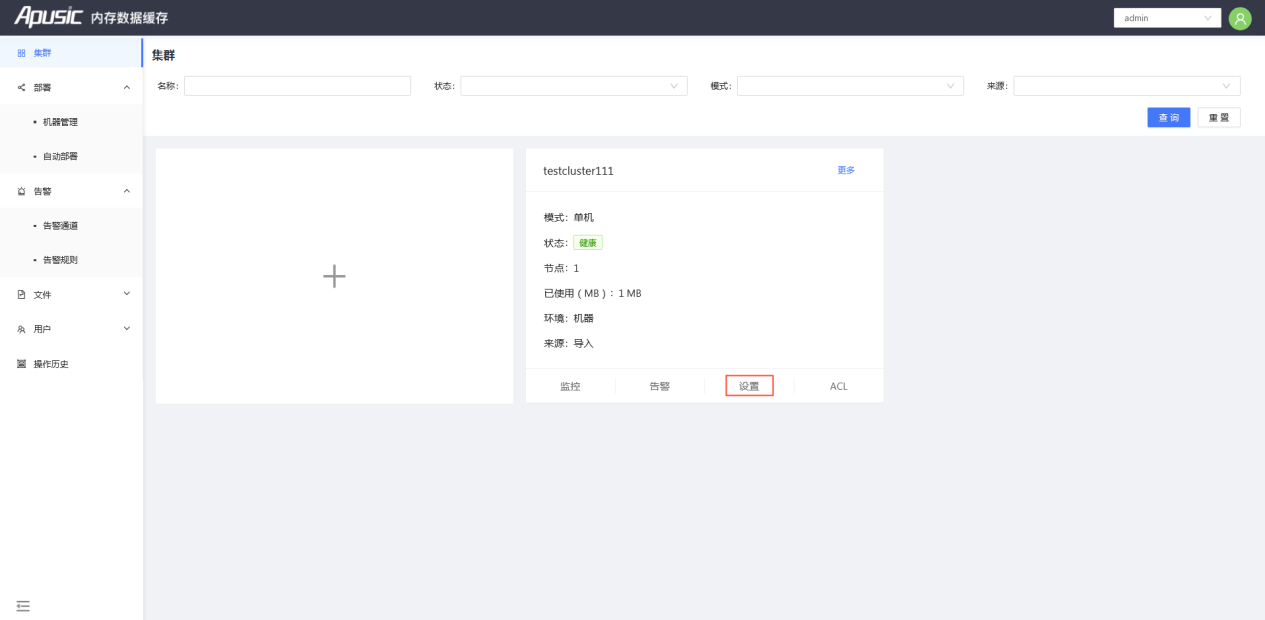 Apusic 内存数据缓存
admin
集群
部署
机器管理
自动部署
告警
告警通道
告警规则
文件
用户
操作历史
集群
名称: 状态: 模式: 来源:
查 询 重 置
testcluster111 更多
模式: 单机
状态: 健康
节点: 1
已使用 ( MB ) : 1 MB
环境: 机器
来源: 导入
监控 告警 设置 ACL